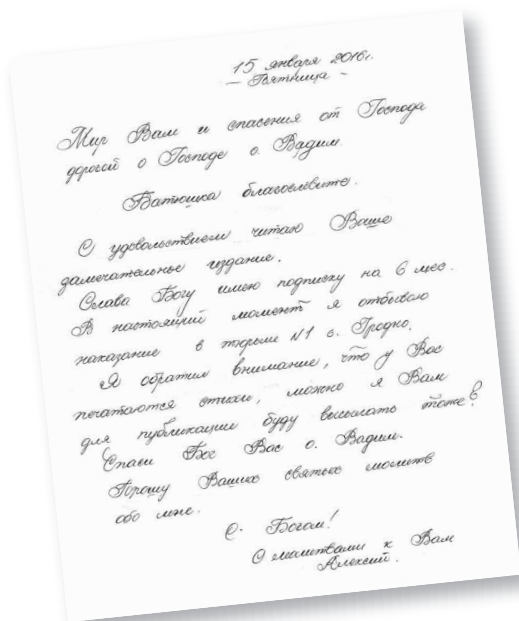 15 января 2016г.
– Пятница –
Мир Вам и спасения от Господа
дорогой о Господе о. Вадим.
Батюшка благословите.
С удовольствием читаю Ваше
замечательное издание.
Слава Богу имею подписку на 6 мес.
В настоящий момент я отбываю
наказание в тюрьме №1 г. Гродно.
Я обратил внимание, что у Вас
печатаются стихи, можно я Вам
для публикации буду высылать тоже?
Спаси Бог Вас о. Вадим.
Прошу Ваших святых молитв
обо мне.
С Богом!
С молитвами к Вам
Алексий.